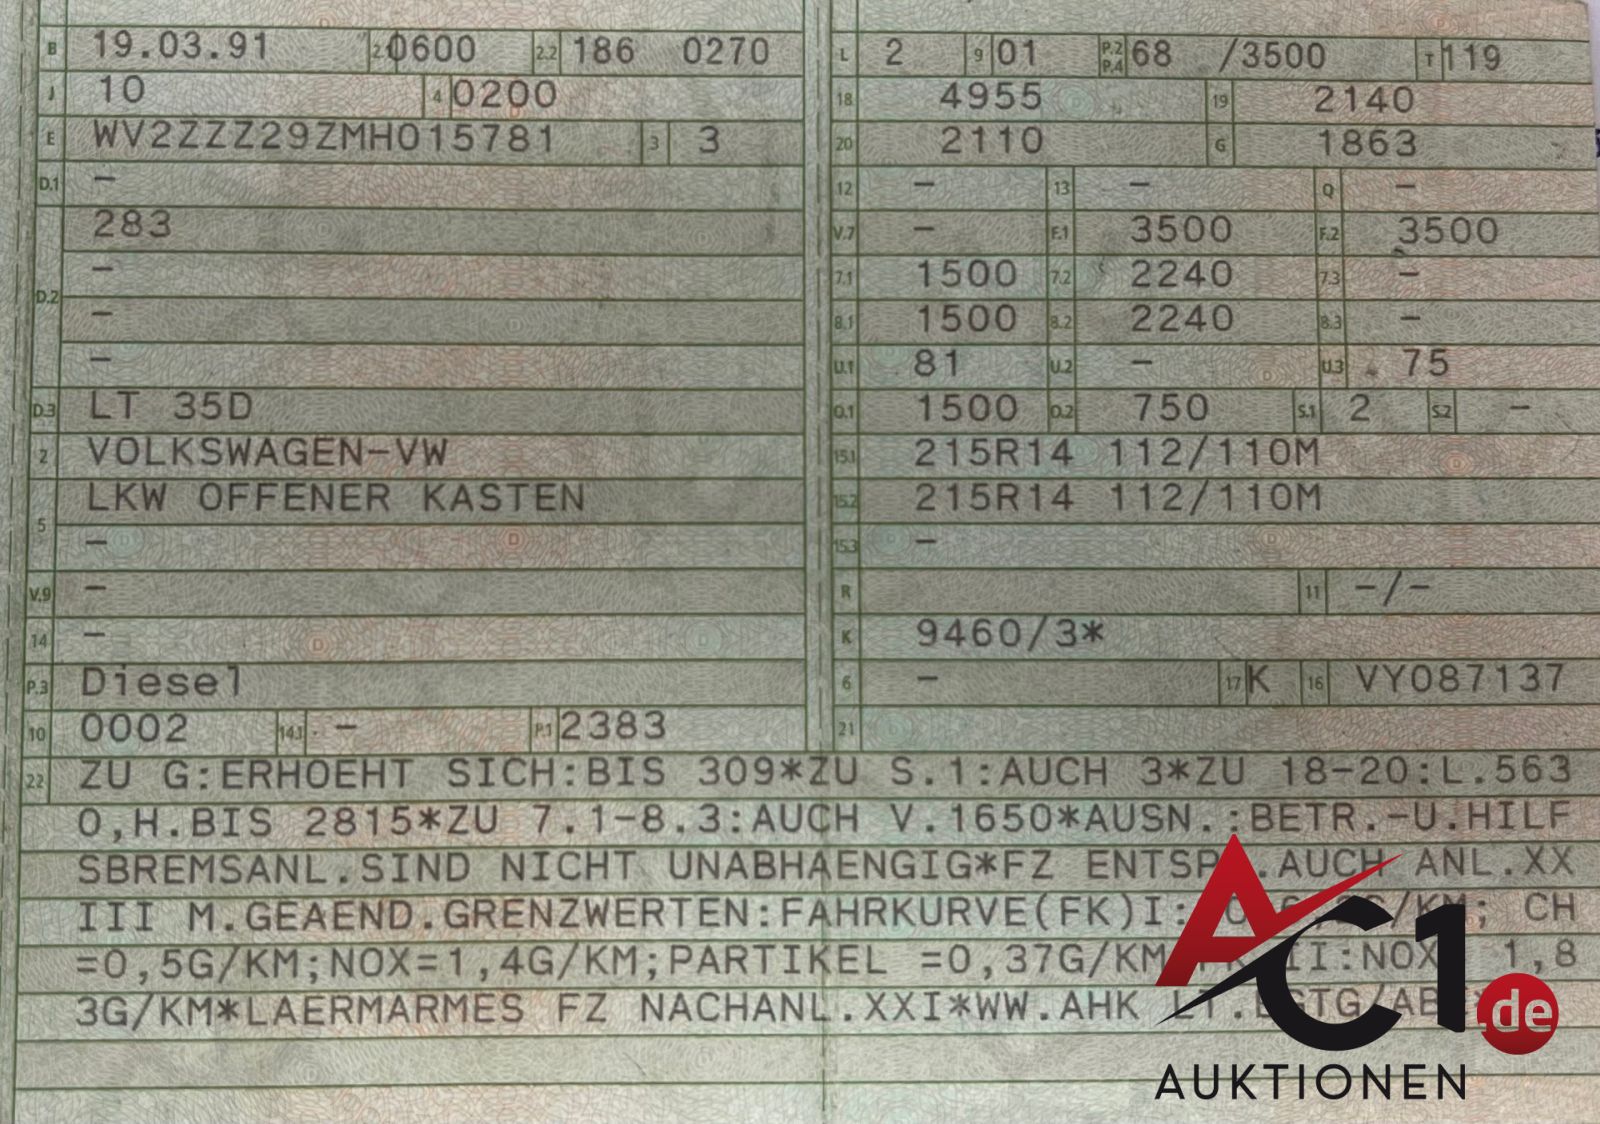 B 19.03.91 2.1 0600 2.2 186 0270
J 10 4 0200
E WV2ZZZ29ZMH015781 3 3
D.1 –
283
–
D.2
–
–
D.3 LT 35D
2 VOLKSWAGEN-VW
LKW OFFENER KASTEN
5
–
V.9 –
14 –
P.3 Diesel
10 0002 14.1 – P.1 2383
L 2 9 01 P.2 P.4 68 /3500 T 119
18 4955 19 2140
20 2110 G 1863
12 – 13 – Q –
V.7 – F.1 3500 F.2 3500
7.1 1500 7.2 2240 7.3 –
8.1 1500 8.2 2240 8.3 –
U.1 81 U.2 – U.3 75
O.1 1500 O.2 750 S.1 2 S.2 –
15.1 215R14 112/110M
15.2 215R14 112/110M
15.3 –
R 11 –/–
K 9460/3*
6 – 17 K 16 VY087137
21
22 ZU G:ERHOEHT SICH:BIS 309*ZU S.1:AUCH 3*ZU 18-20:L.563
0,H.BIS 2815*ZU 7.1-8.3:AUCH V.1650*AUSN.:BETR.-U.HILF
SBREMSANL.SIND NICHT UNABHAENGIG*FZ ENTSPR.AUCH ANL.XX
III M.GEAEND.GRENZWERTEN:FAHRKURVE(FK)I: G/KM; CH
=0,5G/KM;NOX=1,4G/KM;PARTIKEL =0,37G/KM II:NOX 1,8
3G/KM*LAERMARMES FZ NACHANL.XXI*WW.AHK LT.
AC1.de
AUKTIONEN